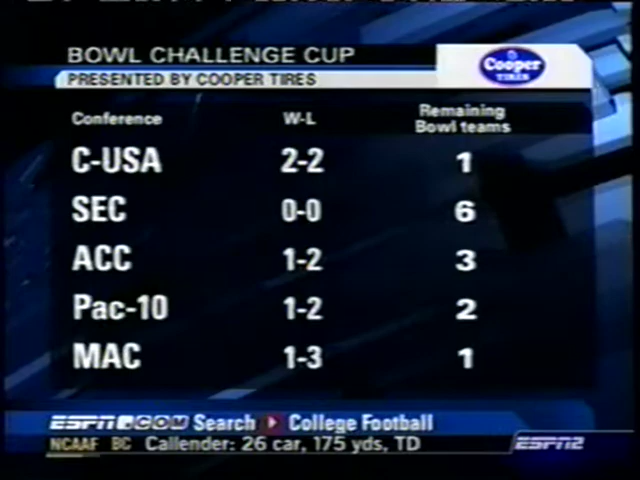 BOWL CHALLENGE CUP
PRESENTED BY COOPER TIRES
Cooper
TIRES
Conference W-L Remaining Bowl teams
C-USA 2-2 1
SEC 0-0 6
ACC 1-2 3
Pac-10 1-2 2
MAC 1-3 1
ESPN.COM Search College Football
NCAAF BC Callender: 26 car, 175 yds, TD
ESPN2